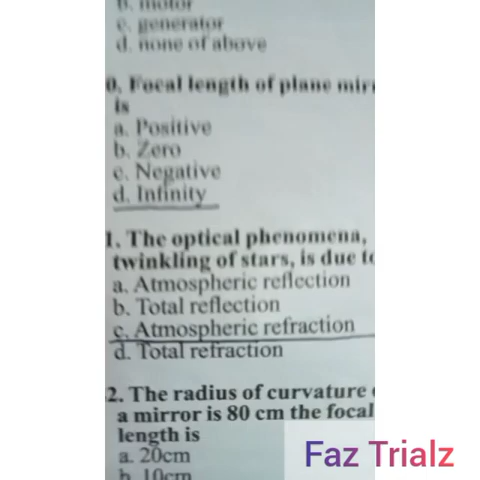 b. motor
c. generator
d. none of above
0. Focal length of plane
is
a. Positive
b. Zero
c. Negative
d. Infinity
1. The optical phenomena,
twinkling of stars, is due
a. Atmospheric reflection
b. Total reflection
c. Atmospheric refraction
d. Total refraction
2. The radius of curvature
a mirror is 80 cm the focal
length is
a. 20cm
b. 10cm
Faz Trialz